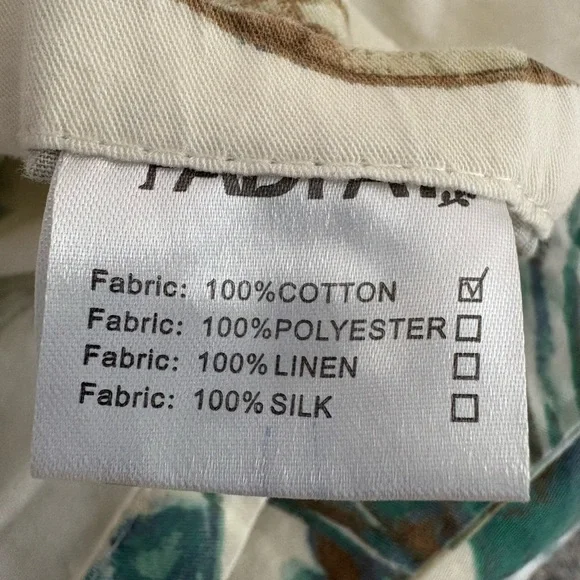 Fabric: 100%COTTON ☑
Fabric: 100%POLYESTER ☐
Fabric: 100%LINEN ☐
Fabric: 100%SILK ☐